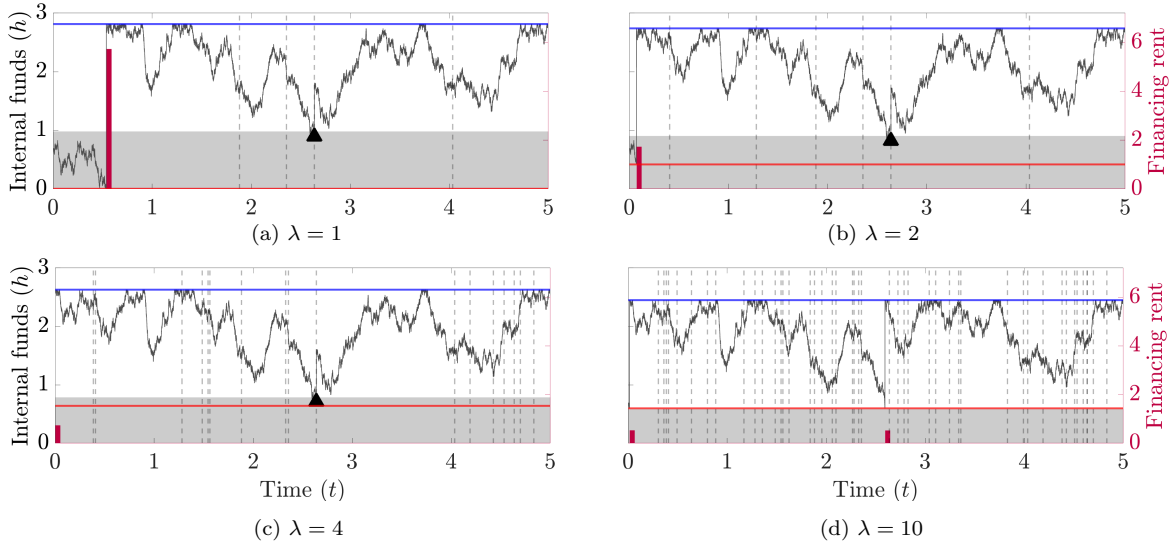 3
2
1
0
Internal funds (h)
0 1 2 3 4 5
(a) λ = 1
6
4
2
0
Financing rent
0 1 2 3 4 5
(b) λ = 2
3
2
1
0
Internal funds (h)
0 1 2 3 4 5
Time (t)
(c) λ = 4
6
4
2
0
Financing rent
0 1 2 3 4 5
Time (t)
(d) λ = 10